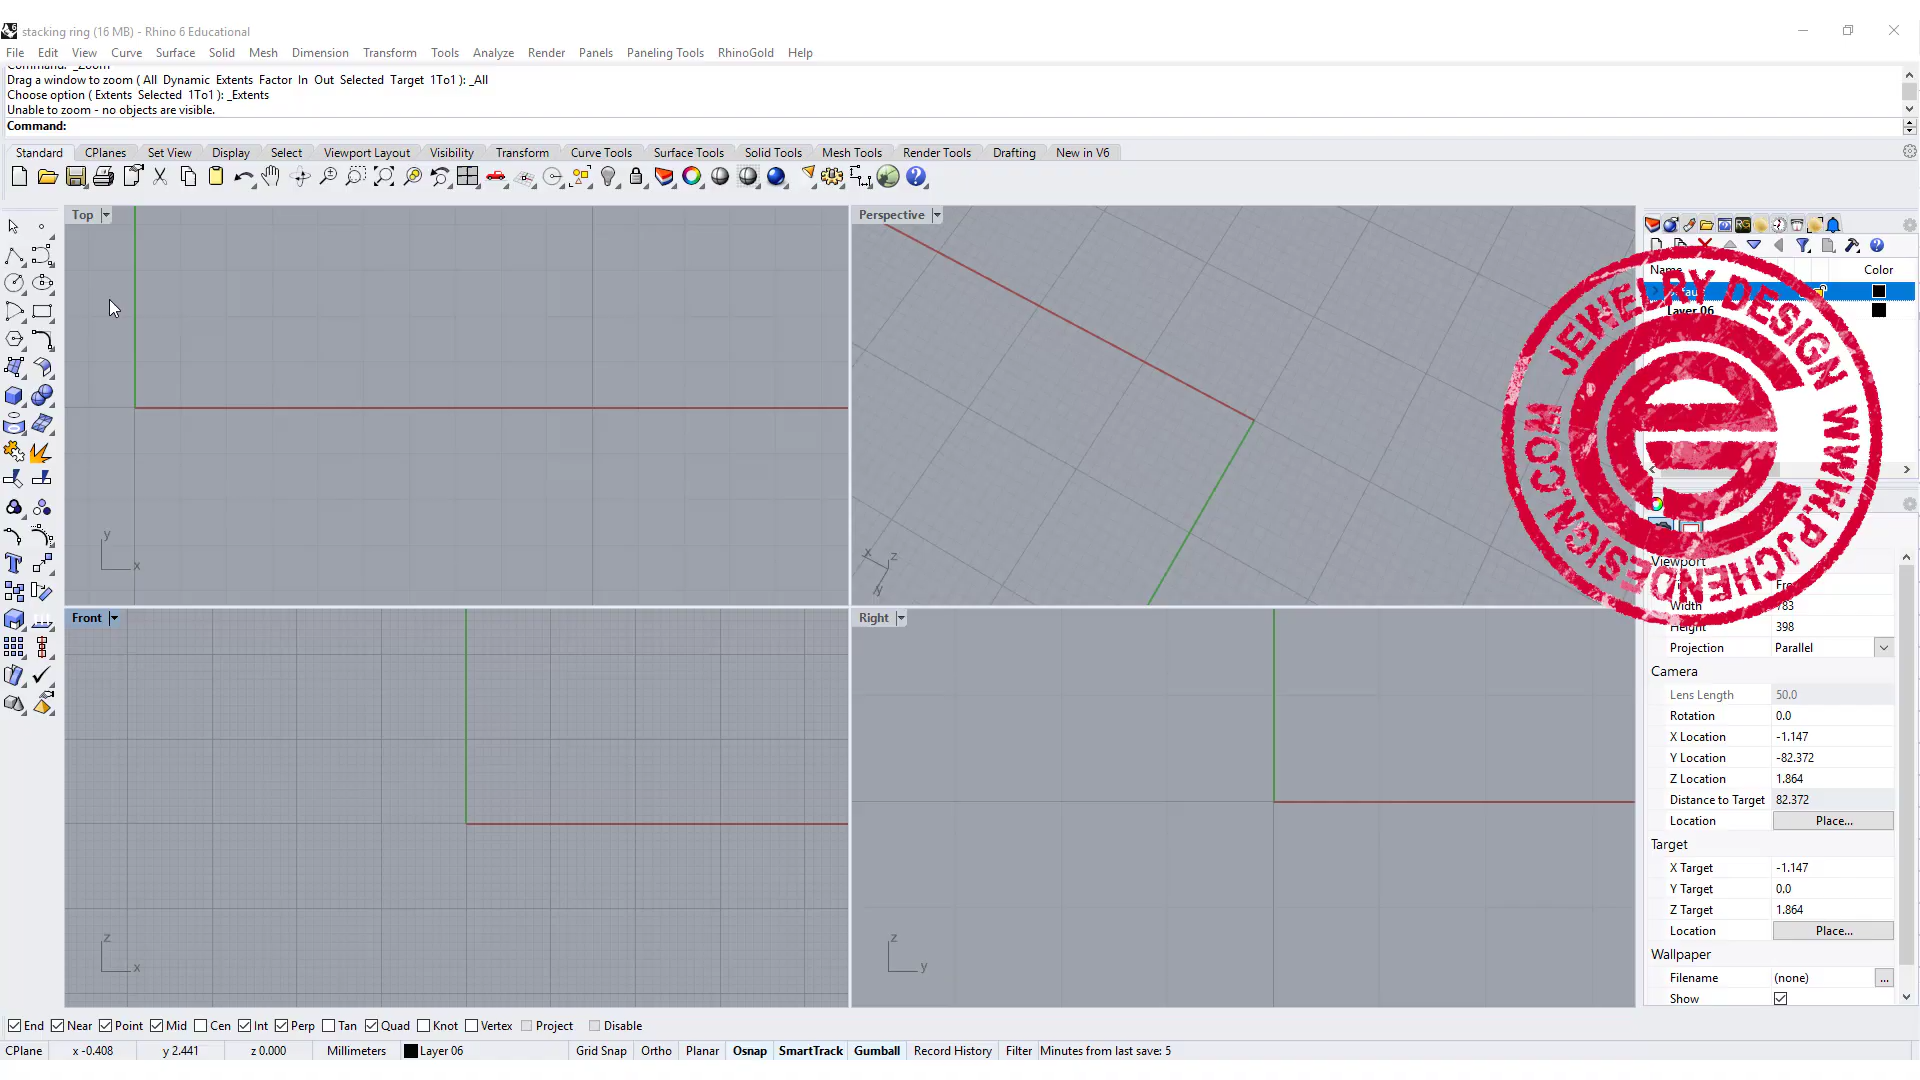 stacking ring (16 MB) - Rhino 6 Educational
File Edit View Curve Surface Solid Mesh Dimension Transform Tools Analyze Render Panels Paneling Tools RhinoGold Help
Command: _Zoom
Drag a window to zoom ( All Dynamic Extents Factor In Out Selected Target 1To1 ): _All
Choose option ( Extents Selected 1To1 ): _Extents
Unable to zoom - no objects are visible.
Command:
Standard CPlanes Set View Display Select Viewport Layout Visibility Transform Curve Tools Surface Tools Solid Tools Mesh Tools Render Tools Drafting New in V6
Top Perspective
RG
Name Color
Layer 06
JEWELRY DESIGN
WWW.PJCHENDESIGN.COM
y
x
x z
Front Right
Viewport
Width 783
Height 398
Projection Parallel
Camera
Lens Length 50.0
Rotation 0.0
X Location -1.147
Y Location -82.372
Z Location 1.864
Distance to Target 82.372
Location Place...
Target
X Target -1.147
Y Target 0.0
Z Target 1.864
Location Place...
Wallpaper
Filename (none) ...
Show
z
x
z
y
End Near Point Mid Cen Int Perp Tan Quad Knot Vertex Project Disable
CPlane x -0.408 y 2.441 z 0.000 Millimeters Layer 06 Grid Snap Ortho Planar Osnap SmartTrack Gumball Record History Filter Minutes from last save: 5